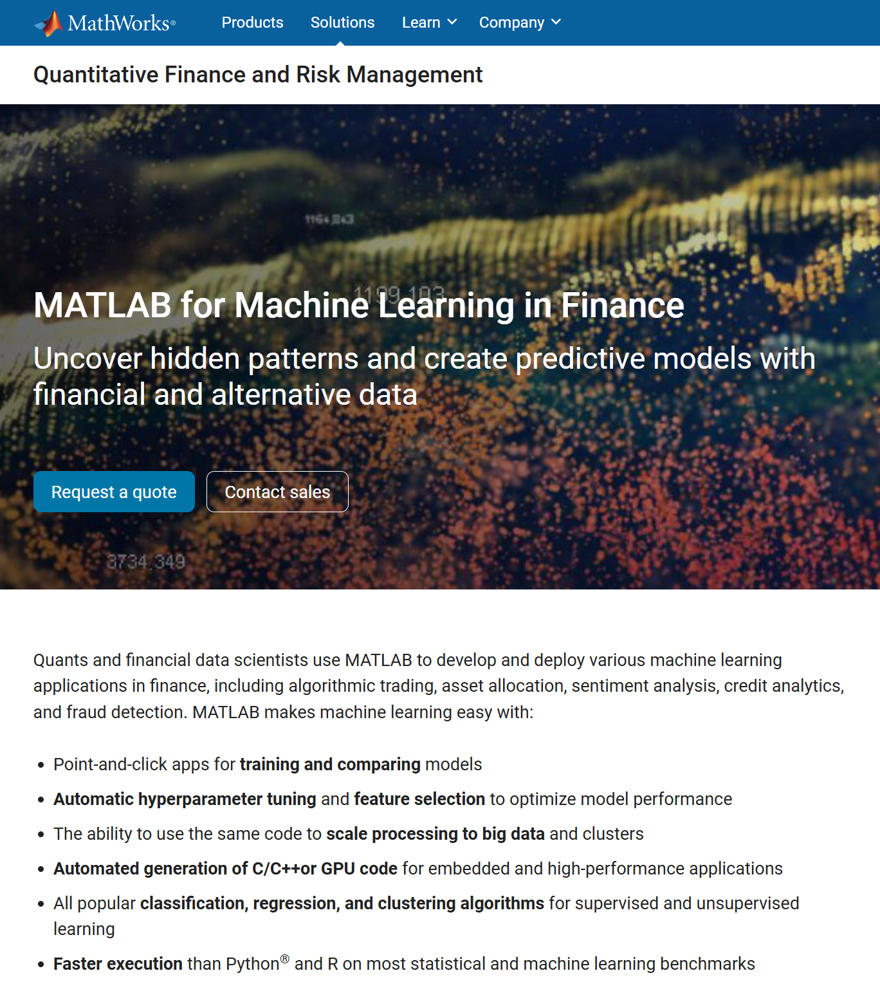 MathWorks®
Products
Solutions
Learn
Company
Quantitative Finance and Risk Management
1199.103
MATLAB for Machine Learning in Finance
Uncover hidden patterns and create predictive models with
financial and alternative data
Request a quote
Contact sales
3734.349
Quants and financial data scientists use MATLAB to develop and deploy various machine learning
applications in finance, including algorithmic trading, asset allocation, sentiment analysis, credit analytics,
and fraud detection. MATLAB makes machine learning easy with:
• Point-and-click apps for training and comparing models
• Automatic hyperparameter tuning and feature selection to optimize model performance
• The ability to use the same code to scale processing to big data and clusters
• Automated generation of C/C++or GPU code for embedded and high-performance applications
• All popular classification, regression, and clustering algorithms for supervised and unsupervised
learning
• Faster execution than Python® and R on most statistical and machine learning benchmarks